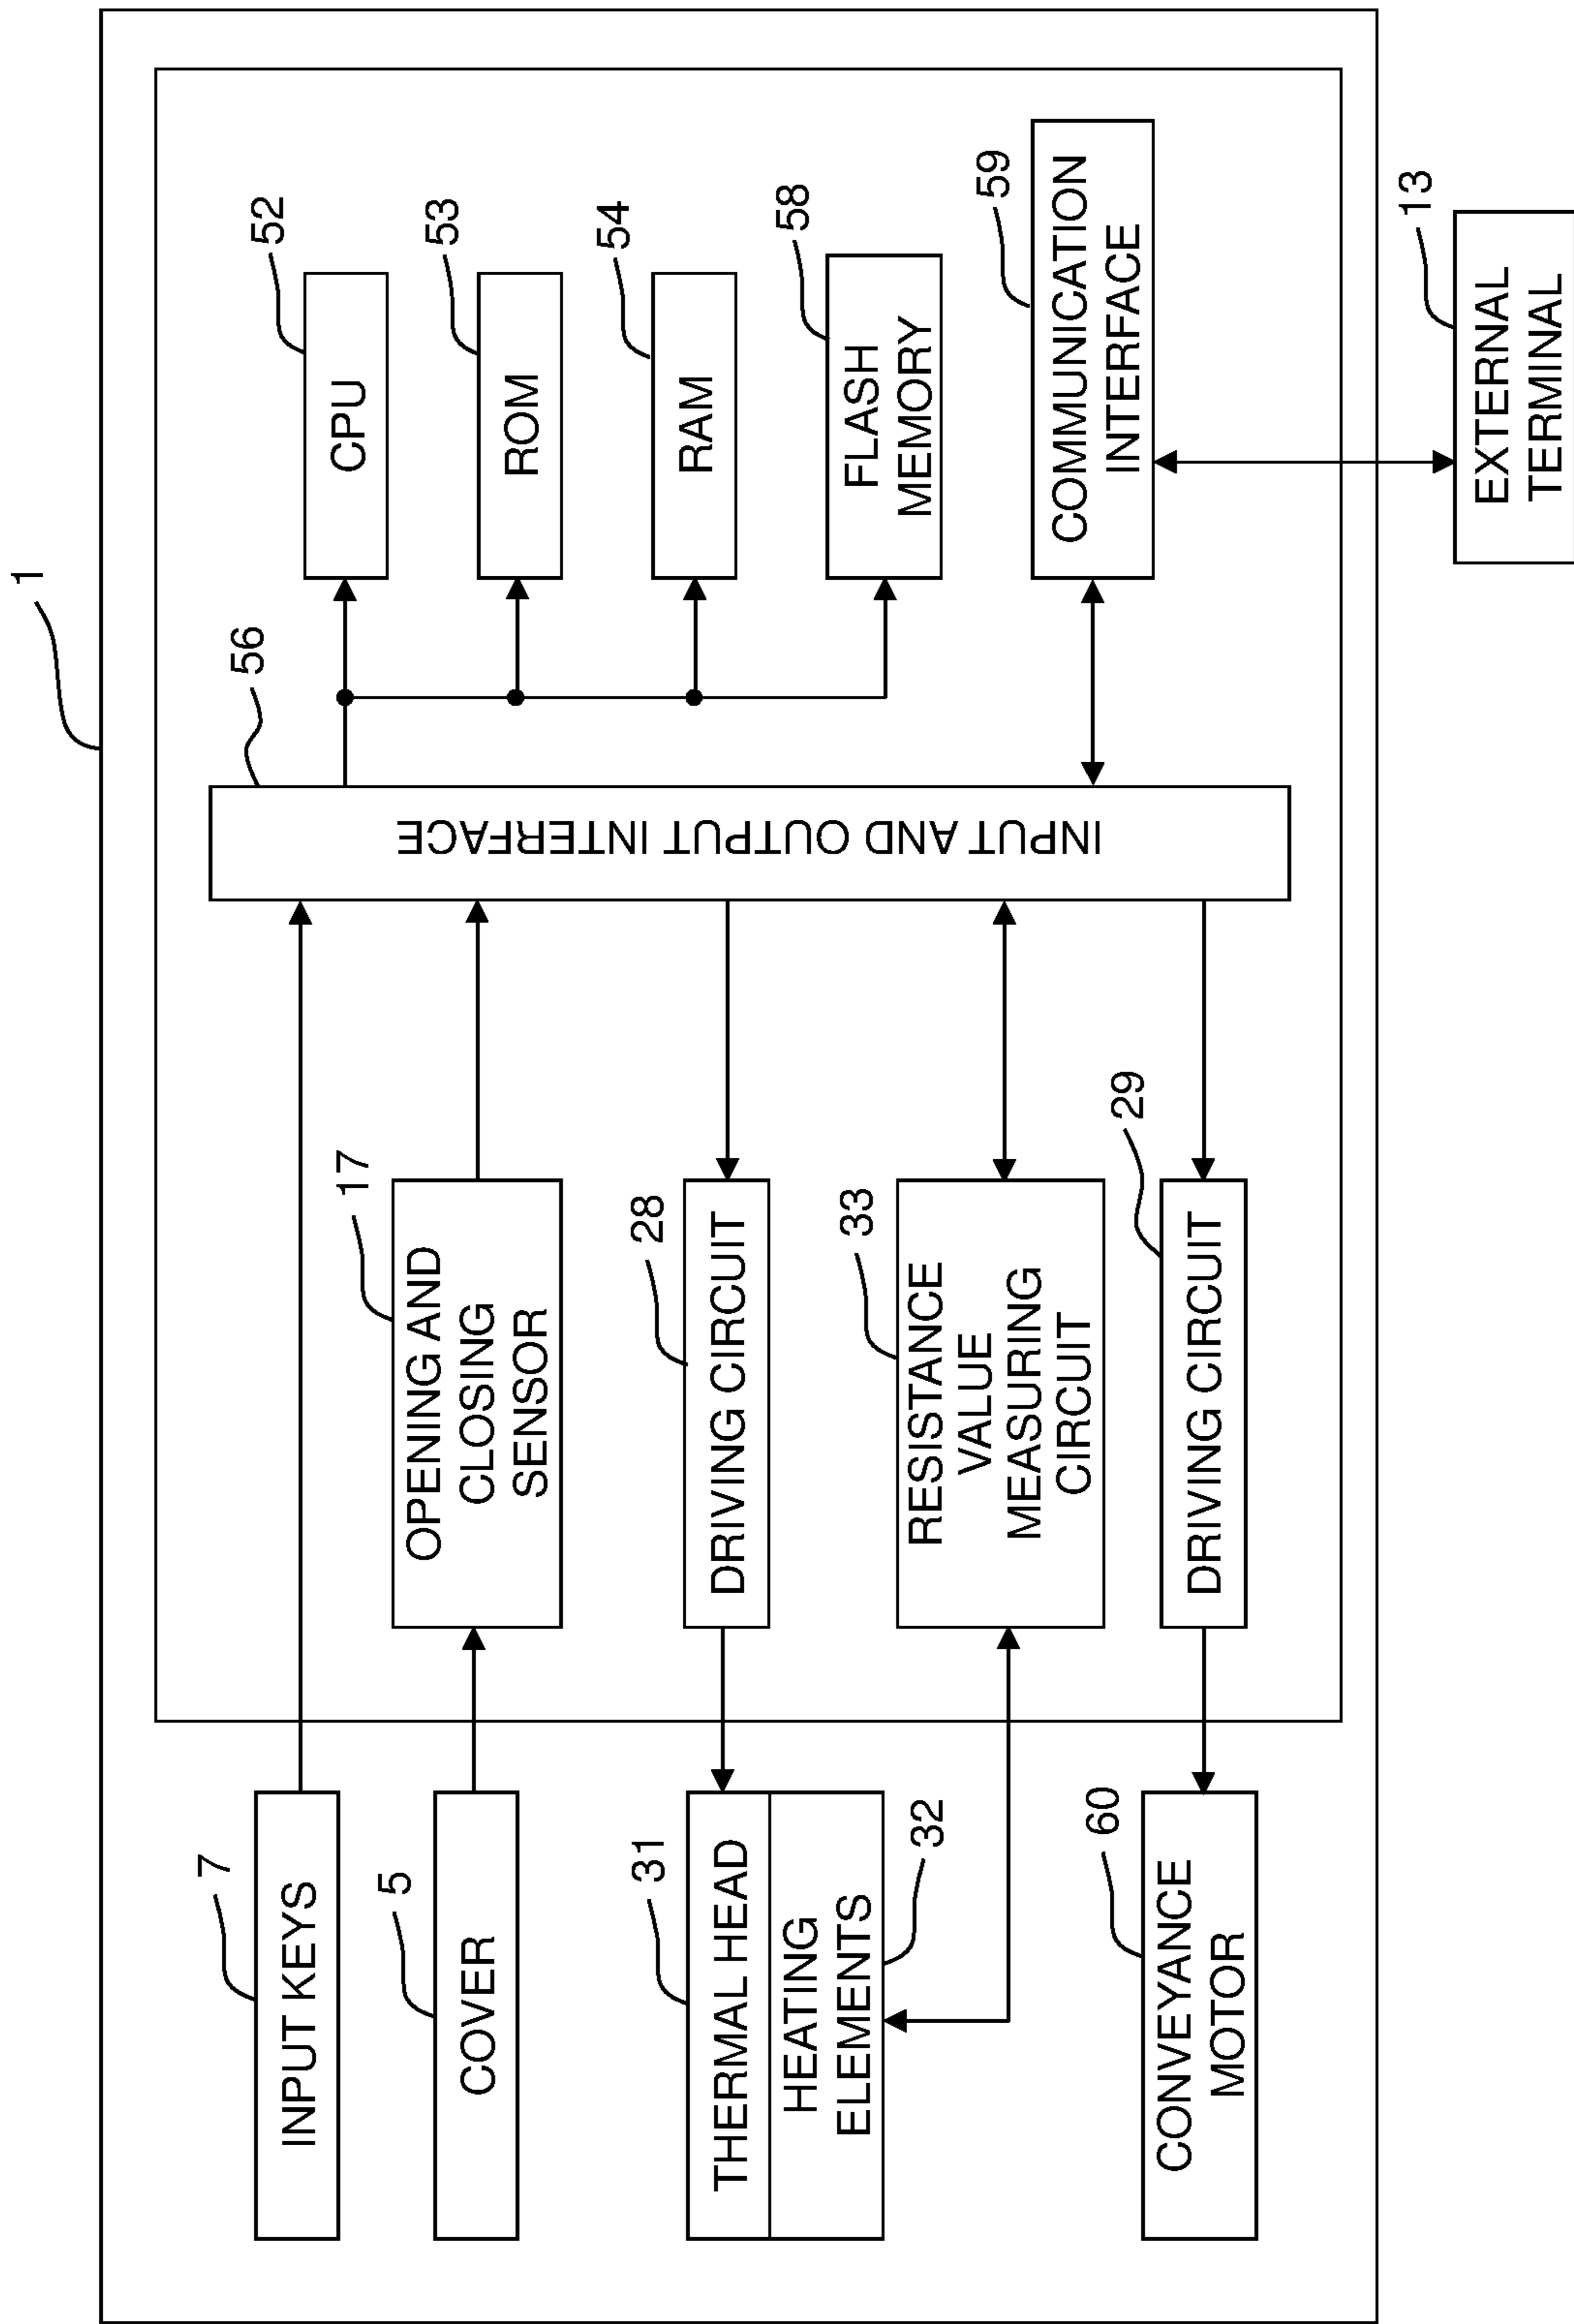 1
7
INPUT KEYS
5
COVER
31
THERMAL HEAD
HEATING
ELEMENTS
32
60
CONVEYANCE
MOTOR
17
OPENING AND
CLOSING
SENSOR
28
DRIVING CIRCUIT
33
RESISTANCE
VALUE
MEASURING
CIRCUIT
29
DRIVING CIRCUIT
56
INPUT AND OUTPUT INTERFACE
52
CPU
53
ROM
54
RAM
58
FLASH
MEMORY
59
COMMUNICATION
INTERFACE
13
EXTERNAL
TERMINAL